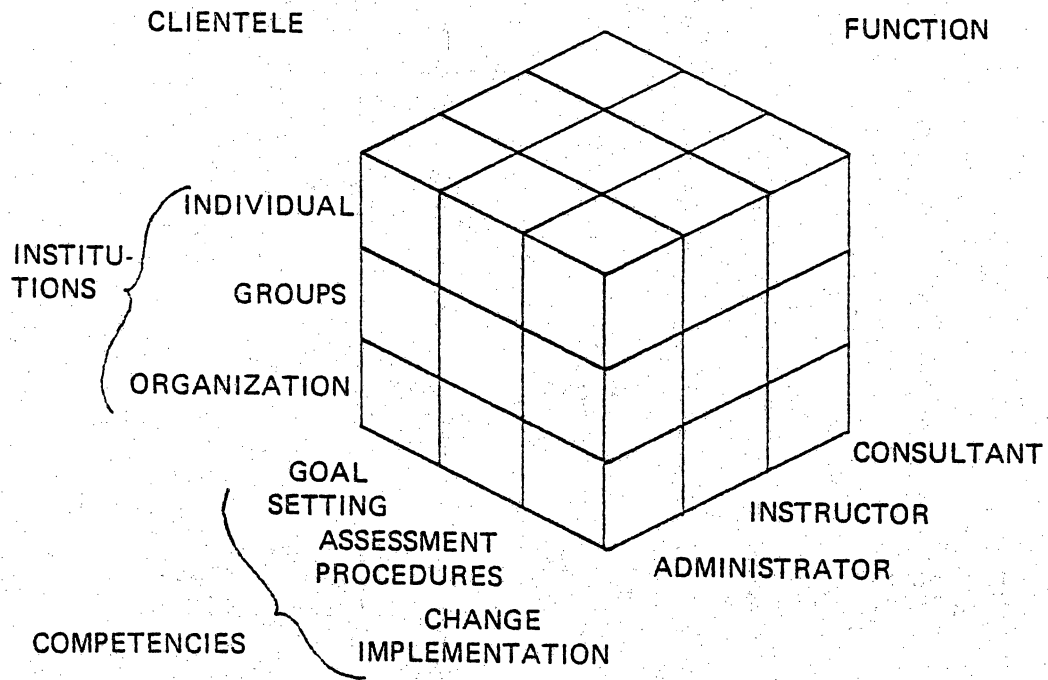 CLIENTELE
FUNCTION
INDIVIDUAL
INSTITU-
TIONS
GROUPS
ORGANIZATION
CONSULTANT
GOAL
SETTING
INSTRUCTOR
ASSESSMENT
PROCEDURES
ADMINISTRATOR
CHANGE
IMPLEMENTATION
COMPETENCIES